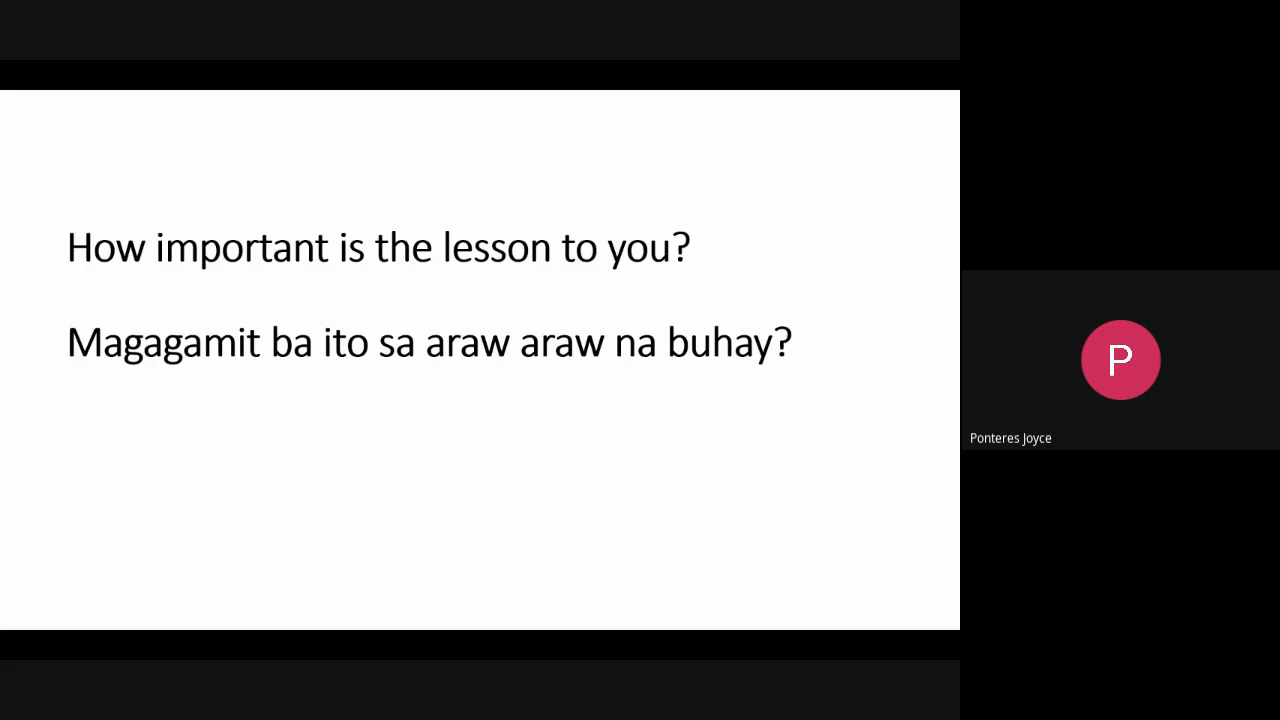 How important is the lesson to you?
Magagamit ba ito sa araw araw na buhay?
P
Ponteres Joyce